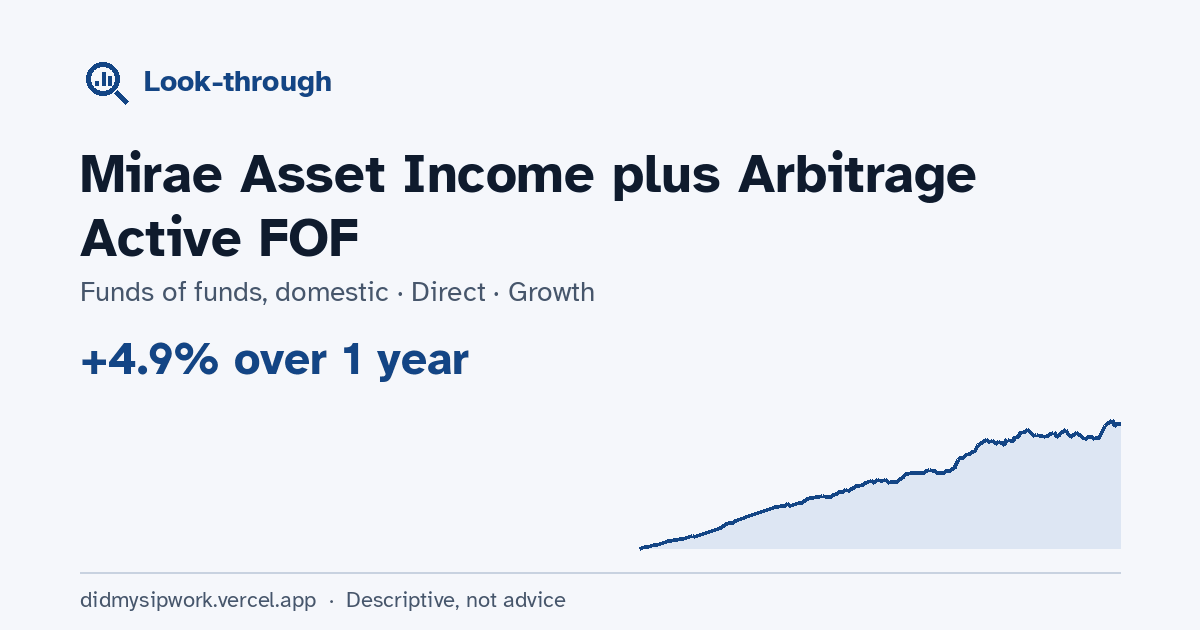 Look-through
Mirae Asset Income plus Arbitrage
Active FOF
Funds of funds, domestic · Direct · Growth
+4.9% over 1 year
didmysipwork.vercel.app · Descriptive, not advice